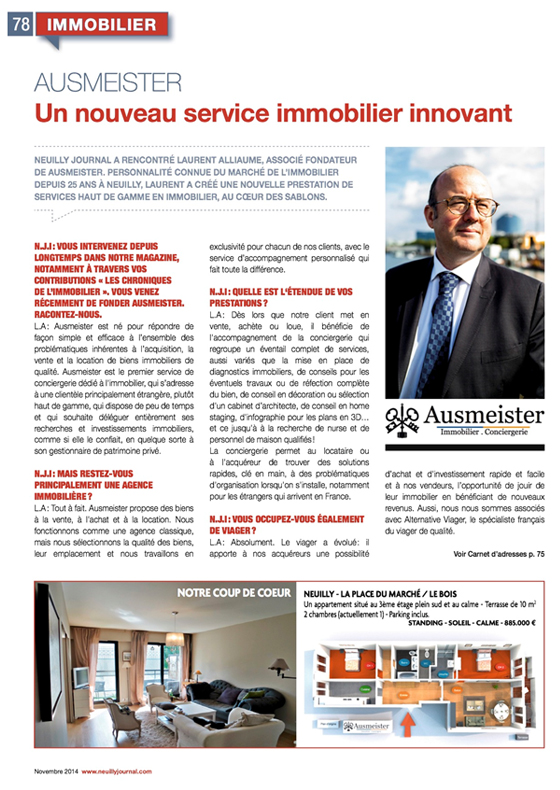 78 IMMOBILIER
AUSMEISTER
Un nouveau service immobilier innovant
NEUILLY JOURNAL A RENCONTRÉ LAURENT ALLIAUME, ASSOCIÉ FONDATEUR
DE AUSMEISTER. PERSONNALITÉ CONNUE DU MARCHÉ DE L'IMMOBILIER
DEPUIS 25 ANS À NEUILLY, LAURENT A CRÉÉ UNE NOUVELLE PRESTATION DE
SERVICES HAUT DE GAMME EN IMMOBILIER, AU CŒUR DES SABLONS.
N.J.I : VOUS INTERVENEZ DEPUIS
LONGTEMPS DANS NOTRE MAGAZINE,
NOTAMMENT À TRAVERS VOS
CONTRIBUTIONS « LES CHRONIQUES
DE L'IMMOBILIER ». VOUS VENEZ
RÉCEMMENT DE FONDER AUSMEISTER.
RACONTEZ-NOUS.
L.A : Ausmeister est né pour répondre de
façon simple et efficace à l'ensemble des
problématiques inhérentes à l'acquisition, la
vente et la location de biens immobiliers de
qualité. Ausmeister est le premier service de
conciergerie dédié à l'immobilier, qui s'adresse
à une clientèle principalement étrangère, plutôt
haut de gamme, qui dispose de peu de temps
et qui souhaite déléguer entièrement ses
recherches et investissements immobiliers,
comme si elle le confiait, en quelque sorte à
son gestionnaire de patrimoine privé.
N.J.I : MAIS RESTEZ-VOUS
PRINCIPALEMENT UNE AGENCE
IMMOBILIÈRE ?
L.A : Tout à fait. Ausmeister propose des biens
à la vente, à l'achat et à la location. Nous
fonctionnons comme une agence classique,
mais nous sélectionnons la qualité des biens,
leur emplacement et nous travaillons en
exclusivité pour chacun de nos clients, avec le
service d'accompagnement personnalisé qui
fait toute la différence.
N.J.I : QUELLE EST L'ÉTENDUE DE VOS
PRESTATIONS ?
L.A : Dès lors que notre client met en
vente, achète ou loue, il bénéficie de
l'accompagnement de la conciergerie qui
regroupe un éventail complet de services,
aussi variés que la mise en place de
diagnostics immobiliers, de conseils pour les
éventuels travaux ou de réfection complète
du bien, de conseil en décoration ou sélection
d'un cabinet d'architecte, de conseil en home
staging, d'infographie pour les plans en 3D…
et ce jusqu'à à la recherche de nurse et de
personnel de maison qualifiés !
La conciergerie permet au locataire ou
à l'acquéreur de trouver des solutions
rapides, clé en main, à des problématiques
d'organisation lorsqu'on s'installe, notamment
pour les étrangers qui arrivent en France.
N.J.I : VOUS OCCUPEZ-VOUS ÉGALEMENT
DE VIAGER ?
L.A : Absolument. Le viager a évolué: il
apporte à nos acquéreurs une possibilité
Ausmeister
Immobilier . Conciergerie
d'achat et d'investissement rapide et facile
et à nos vendeurs, l'opportunité de jouir de
leur immobilier en bénéficiant de nouveaux
revenus. Aussi, nous nous sommes associés
avec Alternative Viager, le spécialiste français
du viager de qualité.
Voir Carnet d'adresses p. 75
NOTRE COUP DE COEUR
NEUILLY - LA PLACE DU MARCHÉ / LE BOIS
Un appartement situé au 3ème étage plein sud et au calme - Terrasse de 10 m²
2 chambres (actuellement 1) - Parking inclus.
STANDING - SOLEIL - CALME - 885.000 €
Ausmeister
Novembre 2014 www.neuillyjournal.com